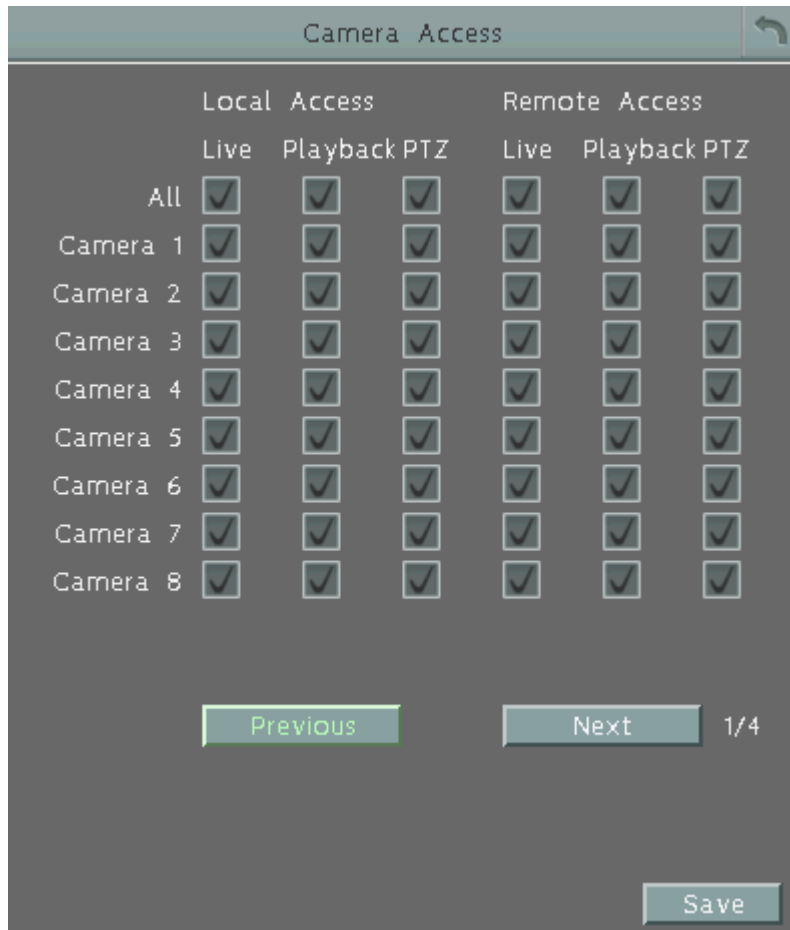 Camera Access
Local Access Remote Access
Live Playback PTZ Live Playback PTZ
All
Camera 1
Camera 2
Camera 3
Camera 4
Camera 5
Camera 6
Camera 7
Camera 8
Previous Next 1/4
Save